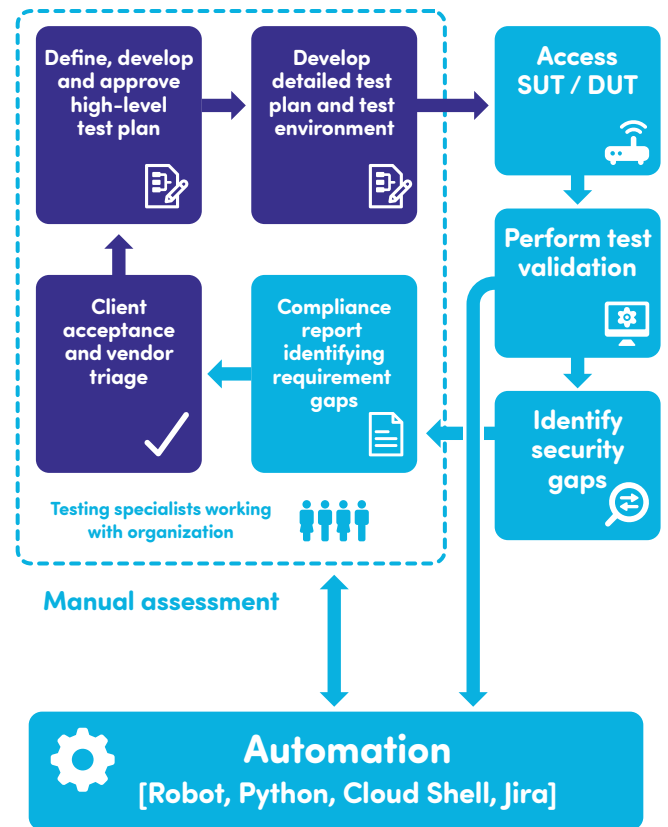 Define, develop
and approve
high-level
test plan
Develop
detailed test
plan and test
environment
Access
SUT / DUT
Perform test
validation
Identify
security
gaps
Compliance
report
identifying
requirement
gaps
Client
acceptance
and vendor
triage
Testing specialists working
with organization
Manual assessment
Automation
[Robot, Python, Cloud Shell, Jira]